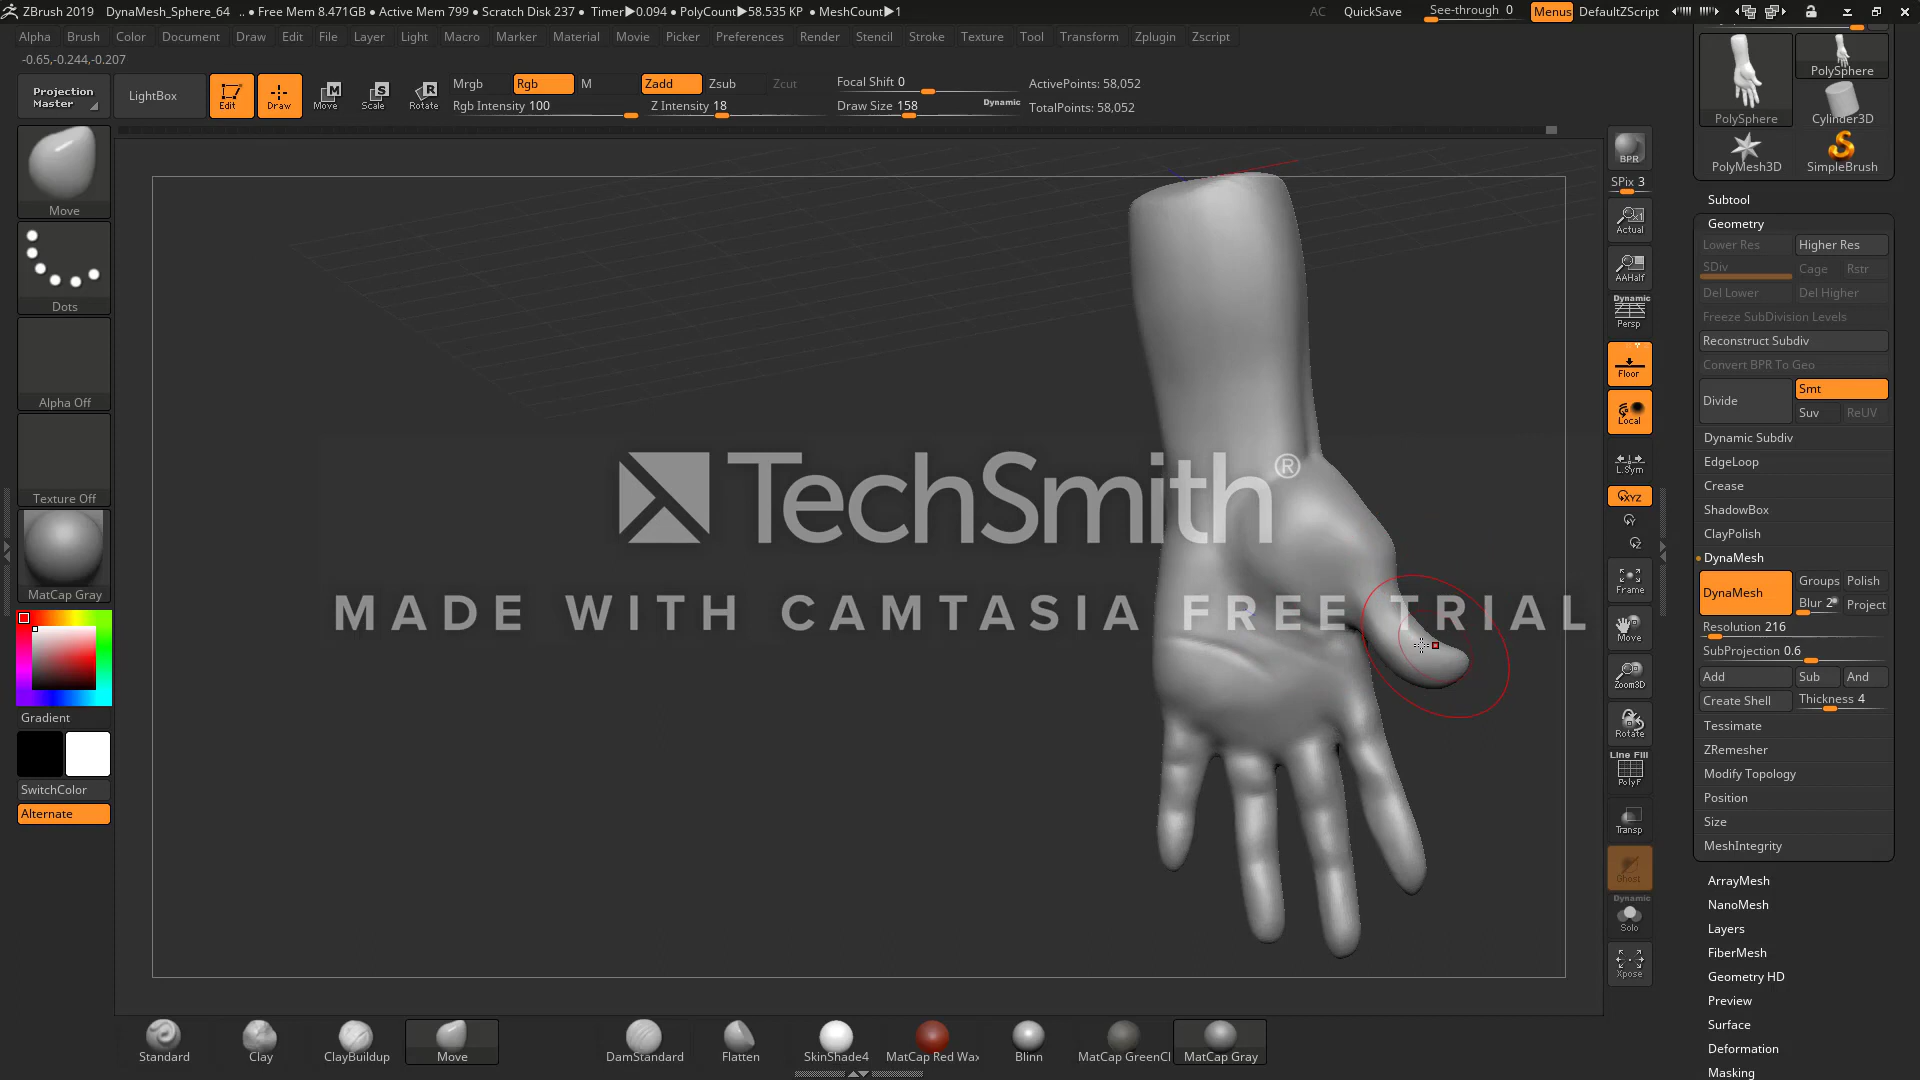 ZBrush 2019 DynaMesh_Sphere_64 .. • Free Mem 8.471GB • Active Mem 799 • Scratch Disk 237 • Timer▶0.094 • PolyCount▶58.535 KP • MeshCount▶1 AC QuickSave See-through 0 Menus DefaultZScript
Alpha Brush Color Document Draw Edit File Layer Light Macro Marker Material Movie Picker Preferences Render Stencil Stroke Texture Tool Transform Zplugin Zscript
-0.65,-0.244,-0.207
Projection Master
LightBox
Edit
Draw
Move
Scale
Rotate
Mrgb Rgb M Zadd Zsub Zcut
Rgb Intensity 100 Z Intensity 18
Focal Shift 0
Draw Size 158 Dynamic
ActivePoints: 58,052
TotalPoints: 58,052
Move
Dots
Alpha Off
Texture Off
MatCap Gray
Gradient
SwitchColor
Alternate
TechSmith®
MADE WITH CAMTASIA FREE TRIAL
BPR
SPix 3
Actual
AAHalf
Dynamic
Persp
Floor
Local
L.Sym
XYZ
Y
Z
Frame
Move
Zoom3D
Rotate
Line Fill
PolyF
Transp
Ghost
Dynamic
Solo
Xpose
PolySphere
PolySphere
Cylinder3D
PolyMesh3D SimpleBrush
Subtool
Geometry
Lower Res Higher Res
SDiv Cage Rstr
Del Lower Del Higher
Freeze SubDivision Levels
Reconstruct Subdiv
Convert BPR To Geo
Divide Smt
Suv ReUV
Dynamic Subdiv
EdgeLoop
Crease
ShadowBox
ClayPolish
DynaMesh
DynaMesh Groups Polish
Blur 2 Project
Resolution 216
SubProjection 0.6
Add Sub And
Create Shell Thickness 4
Tessimate
ZRemesher
Modify Topology
Position
Size
MeshIntegrity
ArrayMesh
NanoMesh
Layers
FiberMesh
Geometry HD
Preview
Surface
Deformation
Masking
Standard Clay ClayBuildup Move DamStandard Flatten SkinShade4 MatCap Red Wax Blinn MatCap GreenCl MatCap Gray